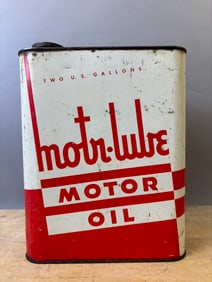 TWO U.S. GALLONS
motr-lube
MOTOR
OIL